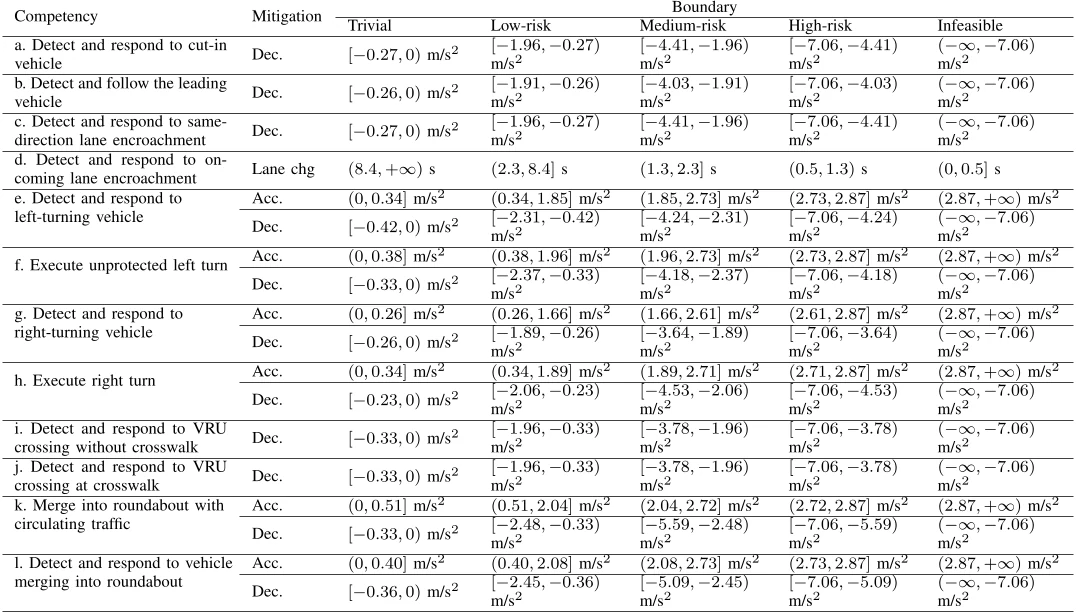 Competency Mitigation Boundary
Trivial Low-risk Medium-risk High-risk Infeasible
a. Detect and respond to cut-in vehicle Dec. [−0.27, 0) m/s² [−1.96, −0.27) m/s² [−4.41, −1.96) m/s² [−7.06, −4.41) m/s² (−∞, −7.06) m/s²
b. Detect and follow the leading vehicle Dec. [−0.26, 0) m/s² [−1.91, −0.26) m/s² [−4.03, −1.91) m/s² [−7.06, −4.03) m/s² (−∞, −7.06) m/s²
c. Detect and respond to same-direction lane encroachment Dec. [−0.27, 0) m/s² [−1.96, −0.27) m/s² [−4.41, −1.96) m/s² [−7.06, −4.41) m/s² (−∞, −7.06) m/s²
d. Detect and respond to on-coming lane encroachment Lane chg (8.4, +∞) s (2.3, 8.4] s (1.3, 2.3] s (0.5, 1.3) s (0, 0.5] s
e. Detect and respond to left-turning vehicle Acc. (0, 0.34] m/s² (0.34, 1.85] m/s² (1.85, 2.73] m/s² (2.73, 2.87] m/s² (2.87, +∞) m/s²
Dec. [−0.42, 0) m/s² [−2.31, −0.42) m/s² [−4.24, −2.31) m/s² [−7.06, −4.24) m/s² (−∞, −7.06) m/s²
f. Execute unprotected left turn Acc. (0, 0.38] m/s² (0.38, 1.96] m/s² (1.96, 2.73] m/s² (2.73, 2.87] m/s² (2.87, +∞) m/s²
Dec. [−0.33, 0) m/s² [−2.37, −0.33) m/s² [−4.18, −2.37) m/s² [−7.06, −4.18) m/s² (−∞, −7.06) m/s²
g. Detect and respond to right-turning vehicle Acc. (0, 0.26] m/s² (0.26, 1.66] m/s² (1.66, 2.61] m/s² (2.61, 2.87] m/s² (2.87, +∞) m/s²
Dec. [−0.26, 0) m/s² [−1.89, −0.26) m/s² [−3.64, −1.89) m/s² [−7.06, −3.64) m/s² (−∞, −7.06) m/s²
h. Execute right turn Acc. (0, 0.34] m/s² (0.34, 1.89] m/s² (1.89, 2.71] m/s² (2.71, 2.87] m/s² (2.87, +∞) m/s²
Dec. [−0.23, 0) m/s² [−2.06, −0.23) m/s² [−4.53, −2.06) m/s² [−7.06, −4.53) m/s² (−∞, −7.06) m/s²
i. Detect and respond to VRU crossing without crosswalk Dec. [−0.33, 0) m/s² [−1.96, −0.33) m/s² [−3.78, −1.96) m/s² [−7.06, −3.78) m/s² (−∞, −7.06) m/s²
j. Detect and respond to VRU crossing at crosswalk Dec. [−0.33, 0) m/s² [−1.96, −0.33) m/s² [−3.78, −1.96) m/s² [−7.06, −3.78) m/s² (−∞, −7.06) m/s²
k. Merge into roundabout with circulating traffic Acc. (0, 0.51] m/s² (0.51, 2.04] m/s² (2.04, 2.72] m/s² (2.72, 2.87] m/s² (2.87, +∞) m/s²
Dec. [−0.33, 0) m/s² [−2.48, −0.33) m/s² [−5.59, −2.48) m/s² [−7.06, −5.59) m/s² (−∞, −7.06) m/s²
l. Detect and respond to vehicle merging into roundabout Acc. (0, 0.40] m/s² (0.40, 2.08] m/s² (2.08, 2.73] m/s² (2.73, 2.87] m/s² (2.87, +∞) m/s²
Dec. [−0.36, 0) m/s² [−2.45, −0.36) m/s² [−5.09, −2.45) m/s² [−7.06, −5.09) m/s² (−∞, −7.06) m/s²